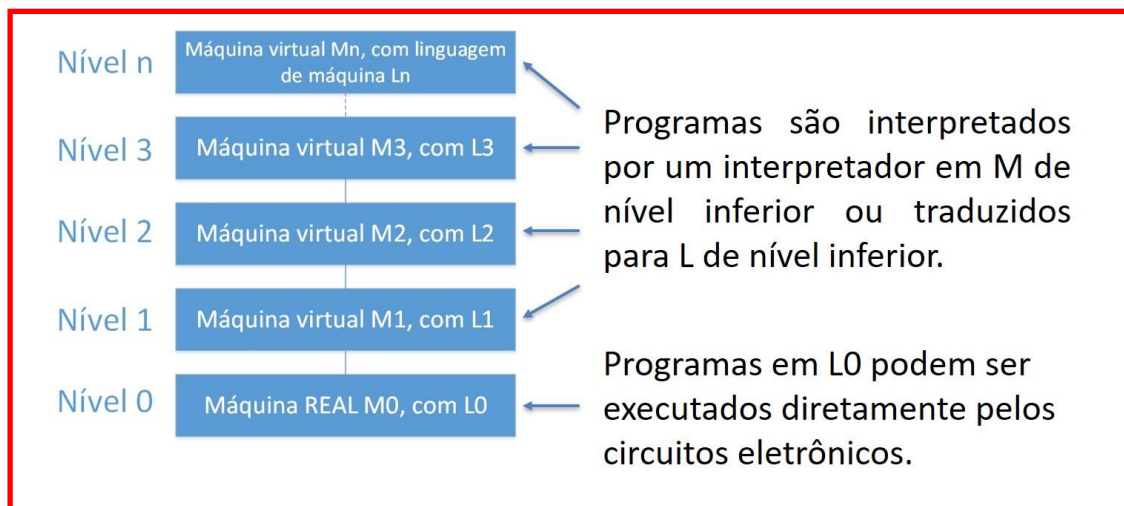 Nível n
Máquina virtual Mn, com linguagem
de máquina Ln
Nível 3
Máquina virtual M3, com L3
Nível 2
Máquina virtual M2, com L2
Nível 1
Máquina virtual M1, com L1
Nível 0
Máquina REAL M0, com L0
Programas são interpretados
por um interpretador em M de
nível inferior ou traduzidos
para L de nível inferior.
Programas em L0 podem ser
executados diretamente pelos
circuitos eletrônicos.